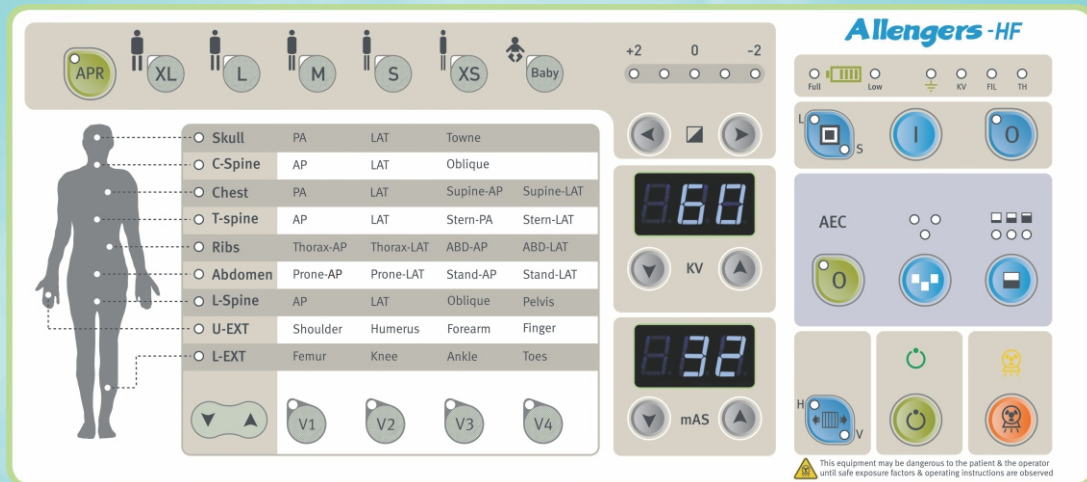 Allengers-HF
APR XL L M S XS Baby
+2 0 -2
Full Low KV FIL TH
L S I O
Skull PA LAT Towne
C-Spine AP LAT Oblique
Chest PA LAT Supine-AP Supine-LAT
T-spine AP LAT Stern-PA Stern-LAT
Ribs Thorax-AP Thorax-LAT ABD-AP ABD-LAT
Abdomen Prone-AP Prone-LAT Stand-AP Stand-LAT
L-Spine AP LAT Oblique Pelvis
U-EXT Shoulder Humerus Forearm Finger
L-EXT Femur Knee Ankle Toes
V1 V2 V3 V4
60
KV
32
mAS
AEC
O
H V
This equipment may be dangerous to the patient & the operator
until safe exposure factors & operating instructions are observed